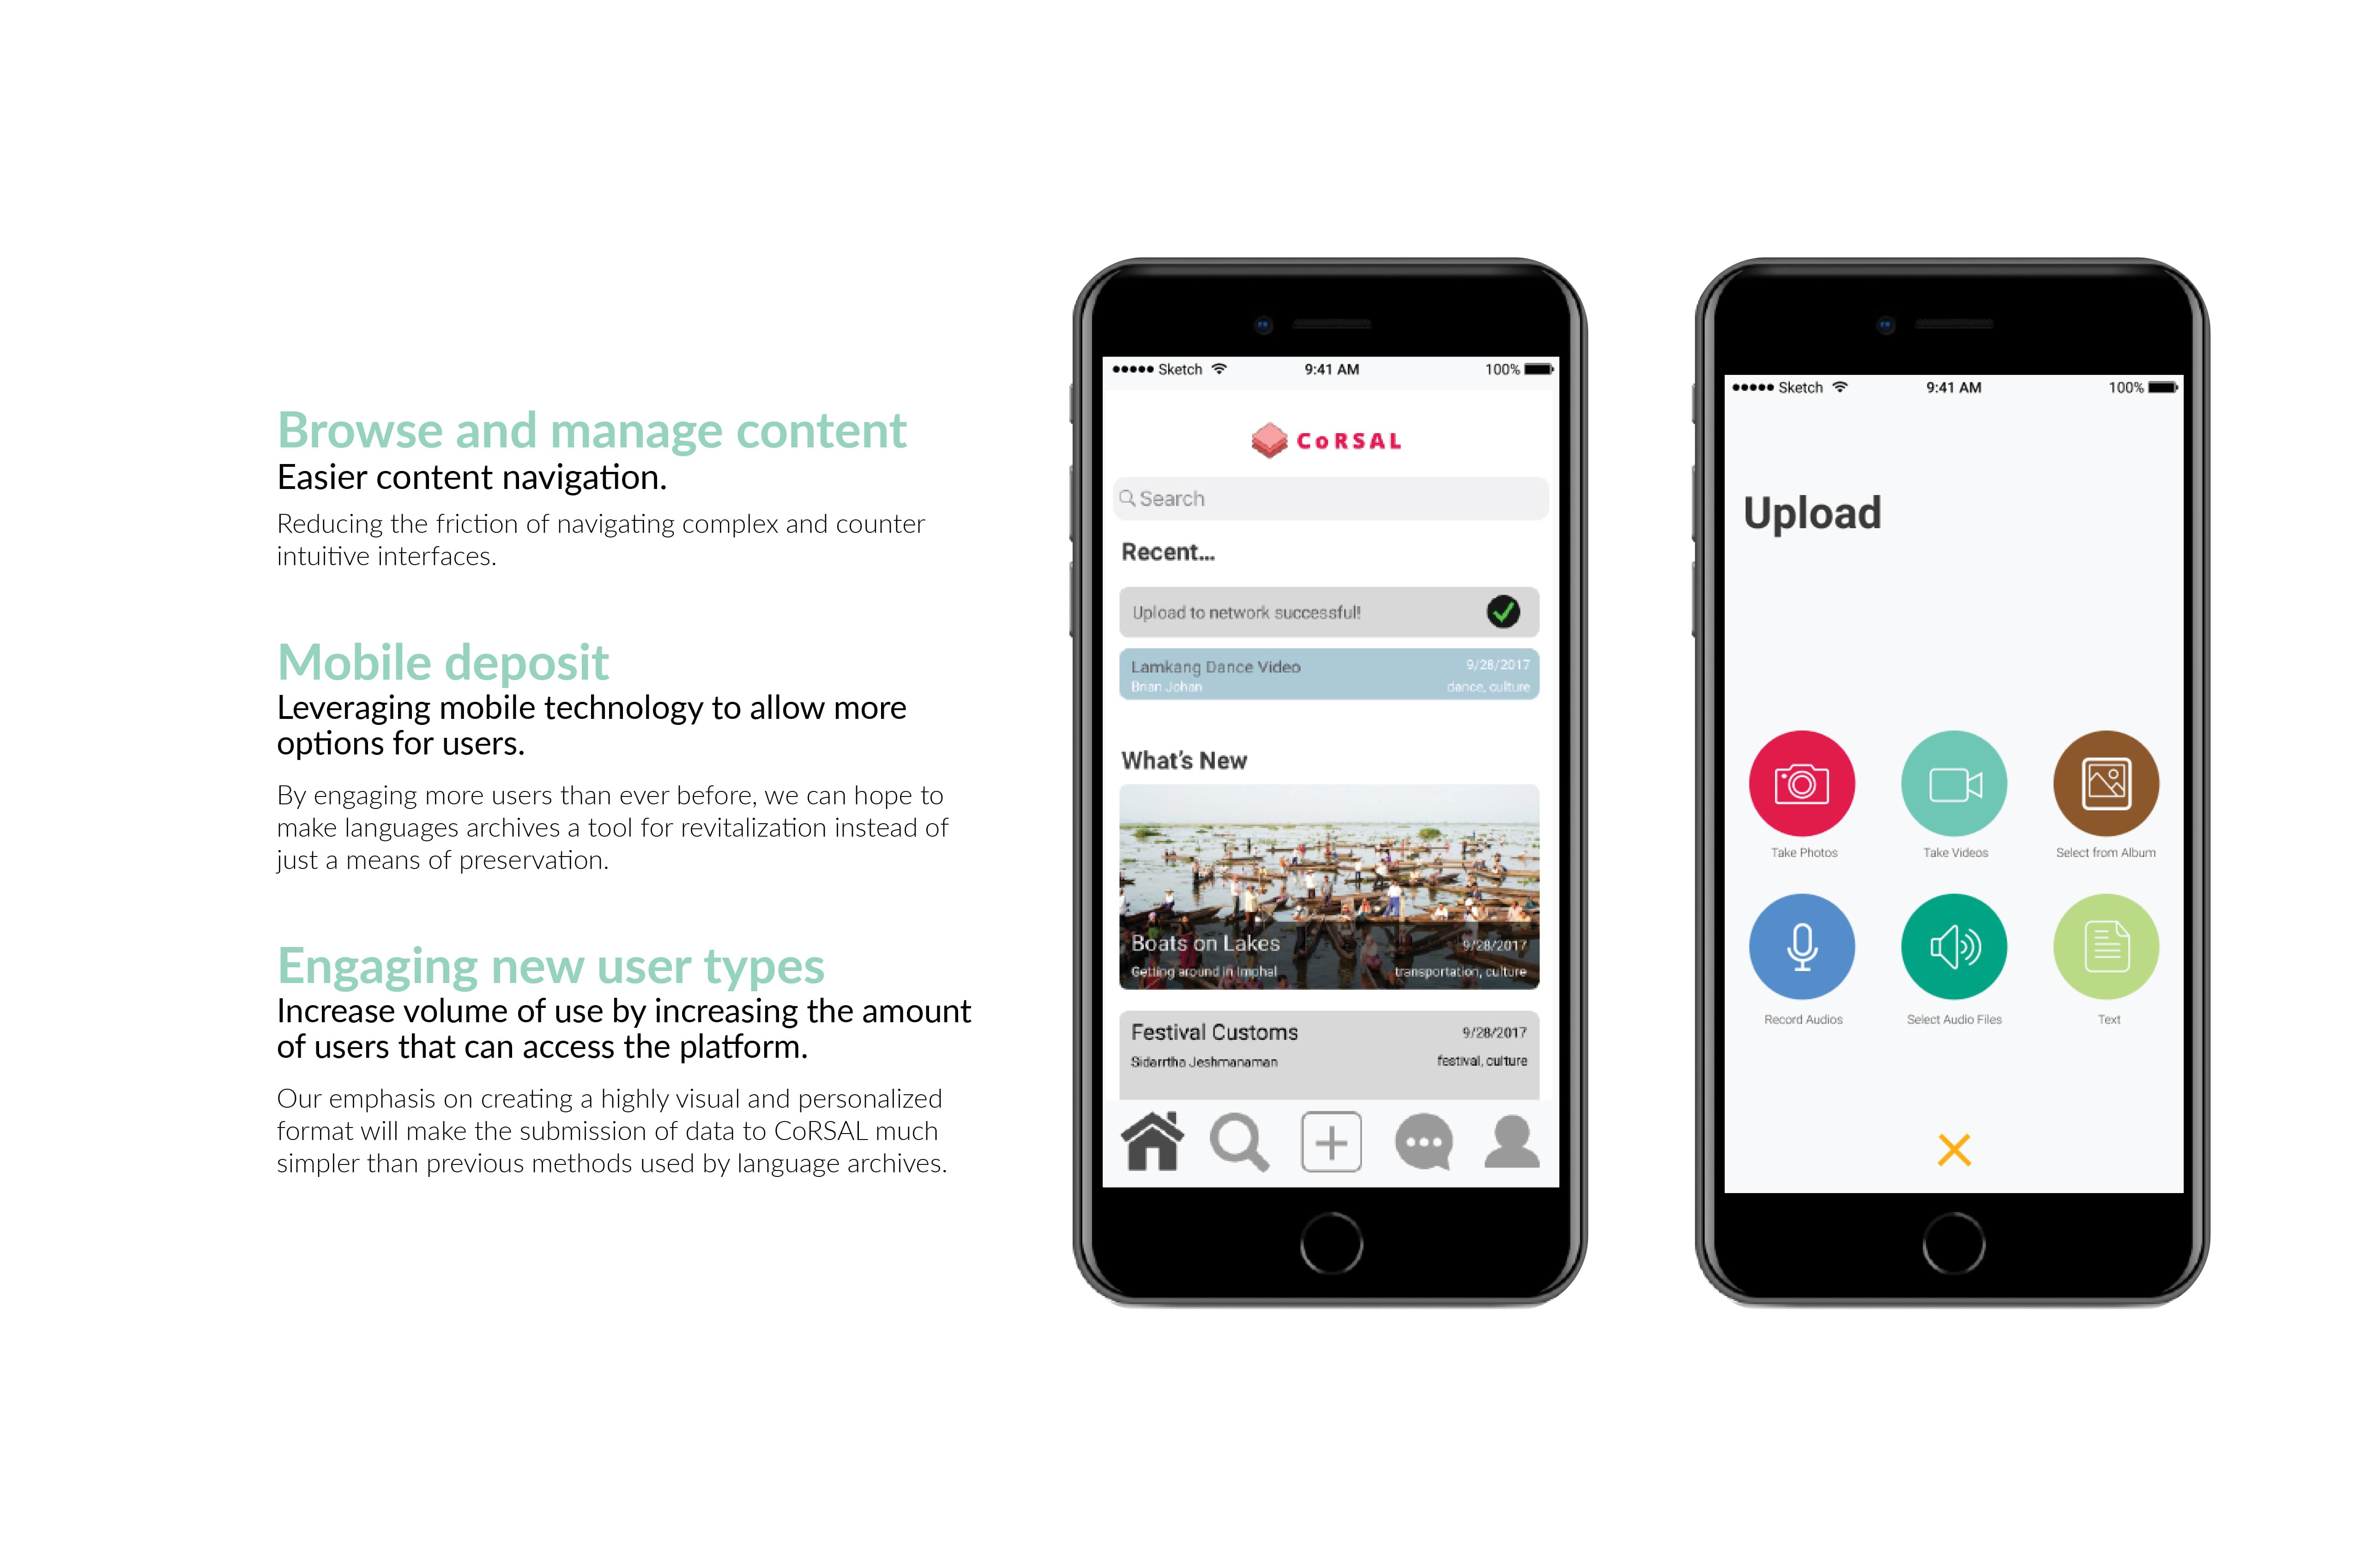 Browse and manage content
Easier content navigation.
Reducing the friction of navigating complex and counter
intuitive interfaces.
Mobile deposit
Leveraging mobile technology to allow more
options for users.
By engaging more users than ever before, we can hope to
make languages archives a tool for revitalization instead of
just a means of preservation.
Engaging new user types
Increase volume of use by increasing the amount
of users that can access the platform.
Our emphasis on creating a highly visual and personalized
format will make the submission of data to CoRSAL much
simpler than previous methods used by language archives.
Sketch 9:41 AM 100%
CoRSAL
Search
Recent...
Upload to network successful!
Lamkang Dance Video 9/28/2017
Brian Johan dance, culture
What's New
Boats on Lakes 9/28/2017
Getting around in Imphal transportation, culture
Festival Customs 9/28/2017
Sidarrtha Jeshmanaman festival, culture
Sketch 9:41 AM 100%
Upload
Take Photos Take Videos Select from Album
Record Audios Select Audio Files Text